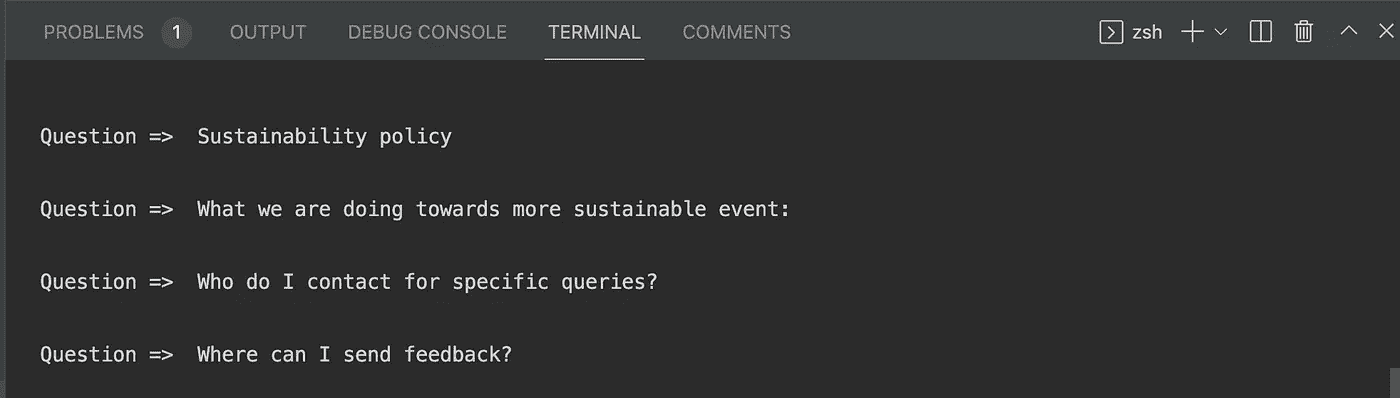 PROBLEMS 1 OUTPUT DEBUG CONSOLE TERMINAL COMMENTS zsh
Question =>  Sustainability policy
Question =>  What we are doing towards more sustainable event:
Question =>  Who do I contact for specific queries?
Question =>  Where can I send feedback?